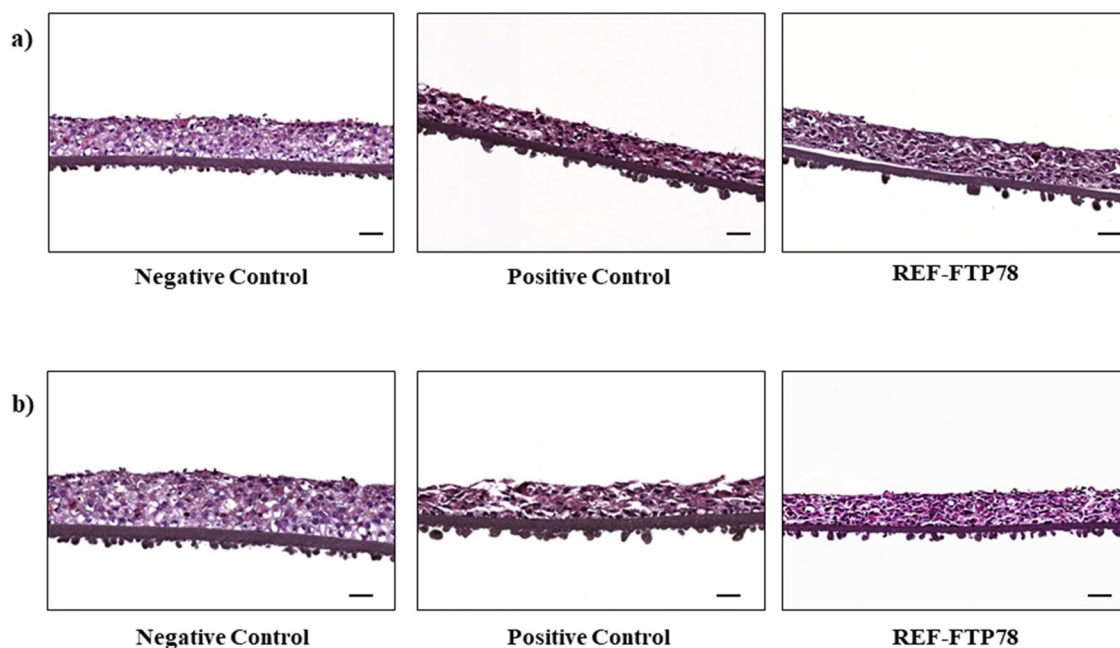 a)
Negative Control
Positive Control
REF-FTP78
b)
Negative Control
Positive Control
REF-FTP78